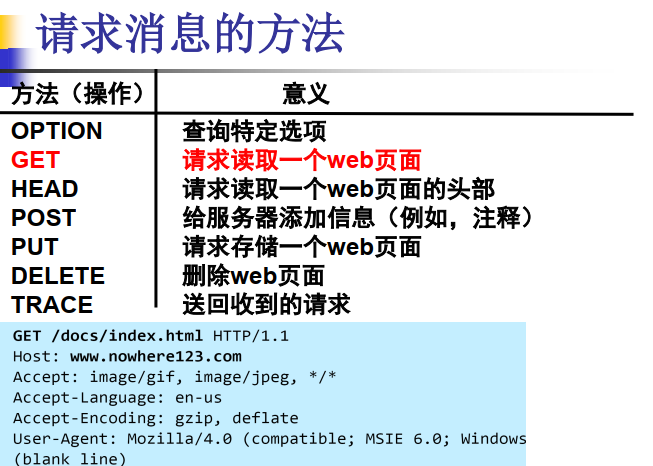 请求消息的方法
方法（操作） 意义
OPTION 查询特定选项
GET 请求读取一个web页面
HEAD 请求读取一个web页面的头部
POST 给服务器添加信息（例如，注释）
PUT 请求存储一个web页面
DELETE 删除web页面
TRACE 送回收到的请求
GET /docs/index.html HTTP/1.1
Host: www.nowhere123.com
Accept: image/gif, image/jpeg, */*
Accept-Language: en-us
Accept-Encoding: gzip, deflate
User-Agent: Mozilla/4.0 (compatible; MSIE 6.0; Windows
(blank line)